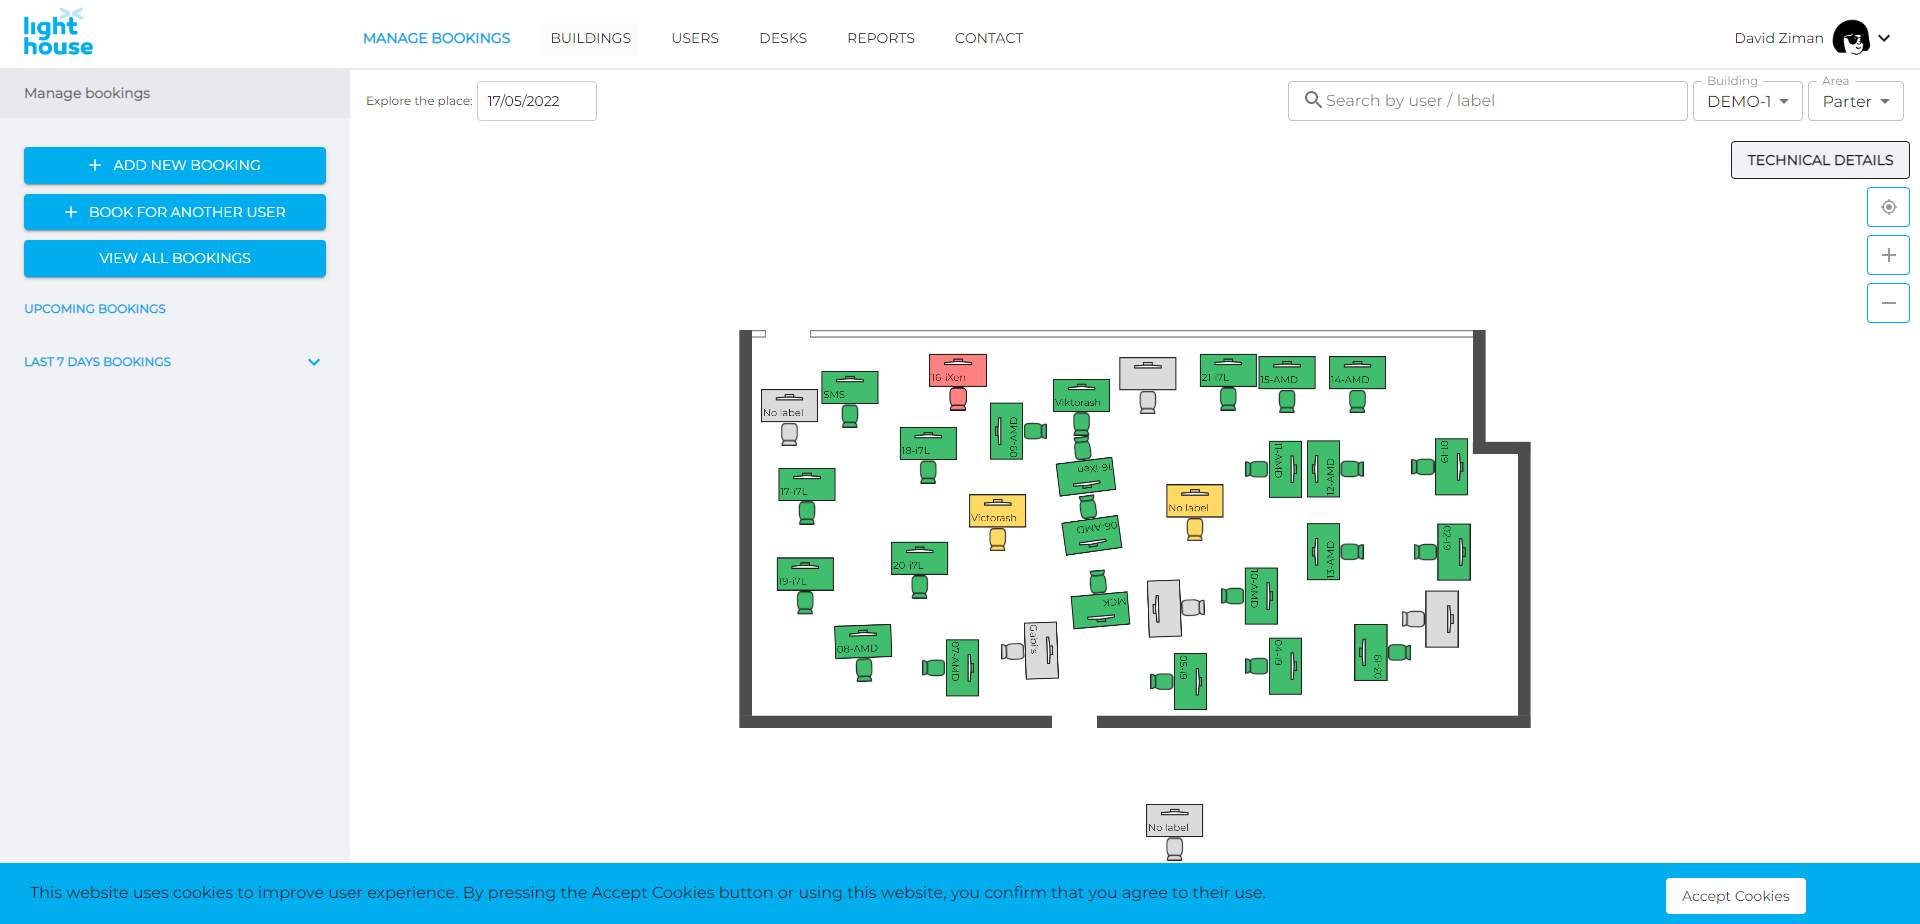 light
house
MANAGE BOOKINGS
BUILDINGS
USERS
DESKS
REPORTS
CONTACT
David Ziman
Manage bookings
Explore the place:
17/05/2022
Search by user / label
Building
DEMO-1
Area
Parter
TECHNICAL DETAILS
ADD NEW BOOKING
BOOK FOR ANOTHER USER
VIEW ALL BOOKINGS
UPCOMING BOOKINGS
LAST 7 DAYS BOOKINGS
16-iXen
21-i7L
15-AMD
14-AMD
SMS
No label
Viktorash
18-i7L
09-AMD
16-iXen
11-AMD
12-AMD
01-i9
17-i7L
Victorash
No label
06-AMD
13-AMD
02-i9
20-i7L
19-i7L
MCK
10-AMD
08-AMD
07-AMD
Gabi's
05-i9
04-i9
03-i9
No label
This website uses cookies to improve user experience. By pressing the Accept Cookies button or using this website, you confirm that you agree to their use.
Accept Cookies